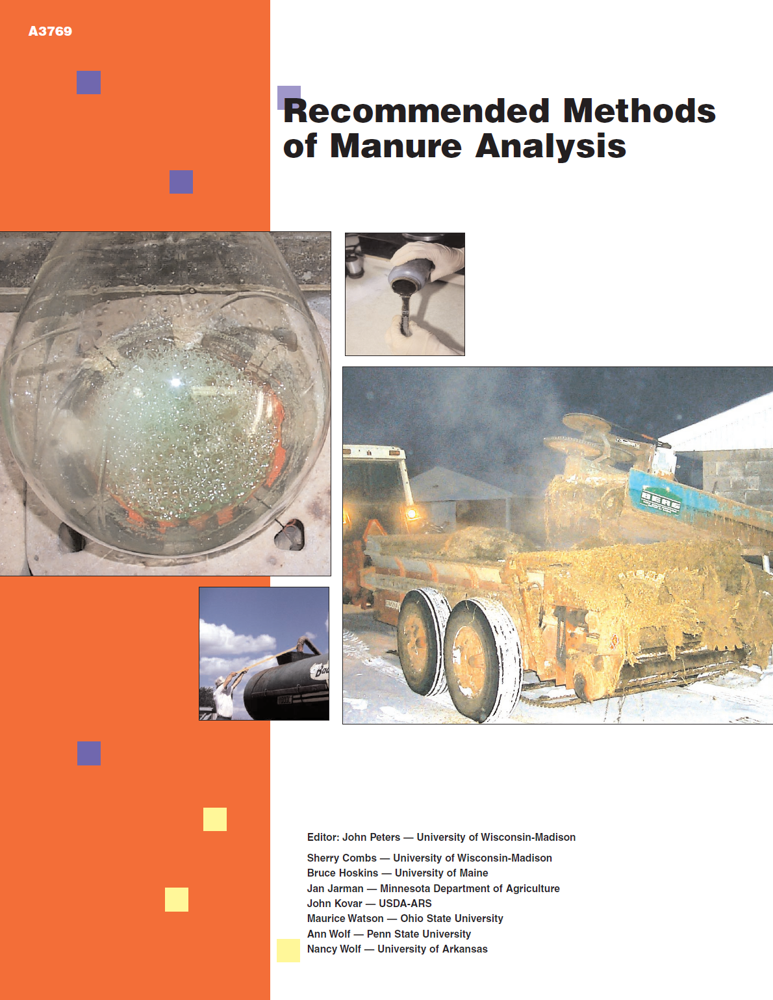 A3769
Recommended Methods
of Manure Analysis
BERG
Editor: John Peters — University of Wisconsin-Madison
Sherry Combs — University of Wisconsin-Madison
Bruce Hoskins — University of Maine
Jan Jarman — Minnesota Department of Agriculture
John Kovar — USDA-ARS
Maurice Watson — Ohio State University
Ann Wolf — Penn State University
Nancy Wolf — University of Arkansas